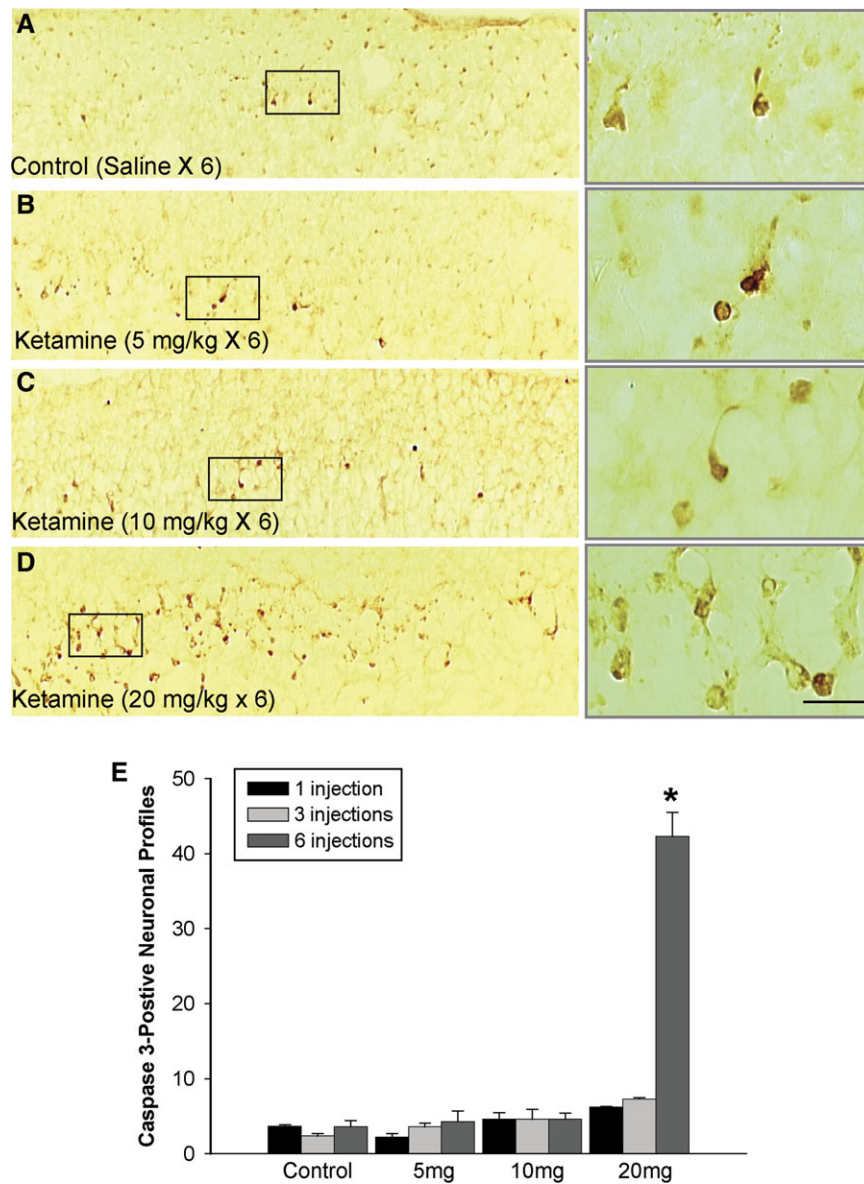 A
Control (Saline X 6)
B
Ketamine (5 mg/kg X 6)
C
Ketamine (10 mg/kg X 6)
D
Ketamine (20 mg/kg x 6)
E
Caspase 3-Postive Neuronal Profiles
50
40
30
20
10
0
1 injection
3 injections
6 injections
*
Control 5mg 10mg 20mg